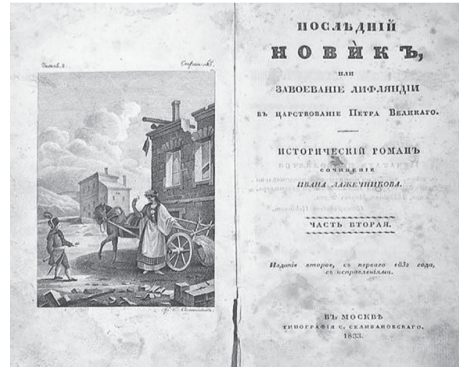 ПОСЛѢДНІЙ
НОВИКЪ,
ИЛИ
ЗАВОЕВАНІЕ ЛИФЛЯНДІИ
ВЪ ЦАРСТВОВАНІЕ ПЕТРА ВЕЛИКАГО.
ИСТОРИЧЕСКІЙ РОМАНЪ
СОЧИНЕНІЕ
ИВАНА ЛАЖЕЧНИКОВА.
ЧАСТЬ ВТОРАЯ.
Изданіе второе, съ перваго 1832 года,
съ исправленіями.
ВЪ МОСКВѢ
ТИПОГРАФІЯ С. СЕЛИВАНОВСКАГО.
1833.